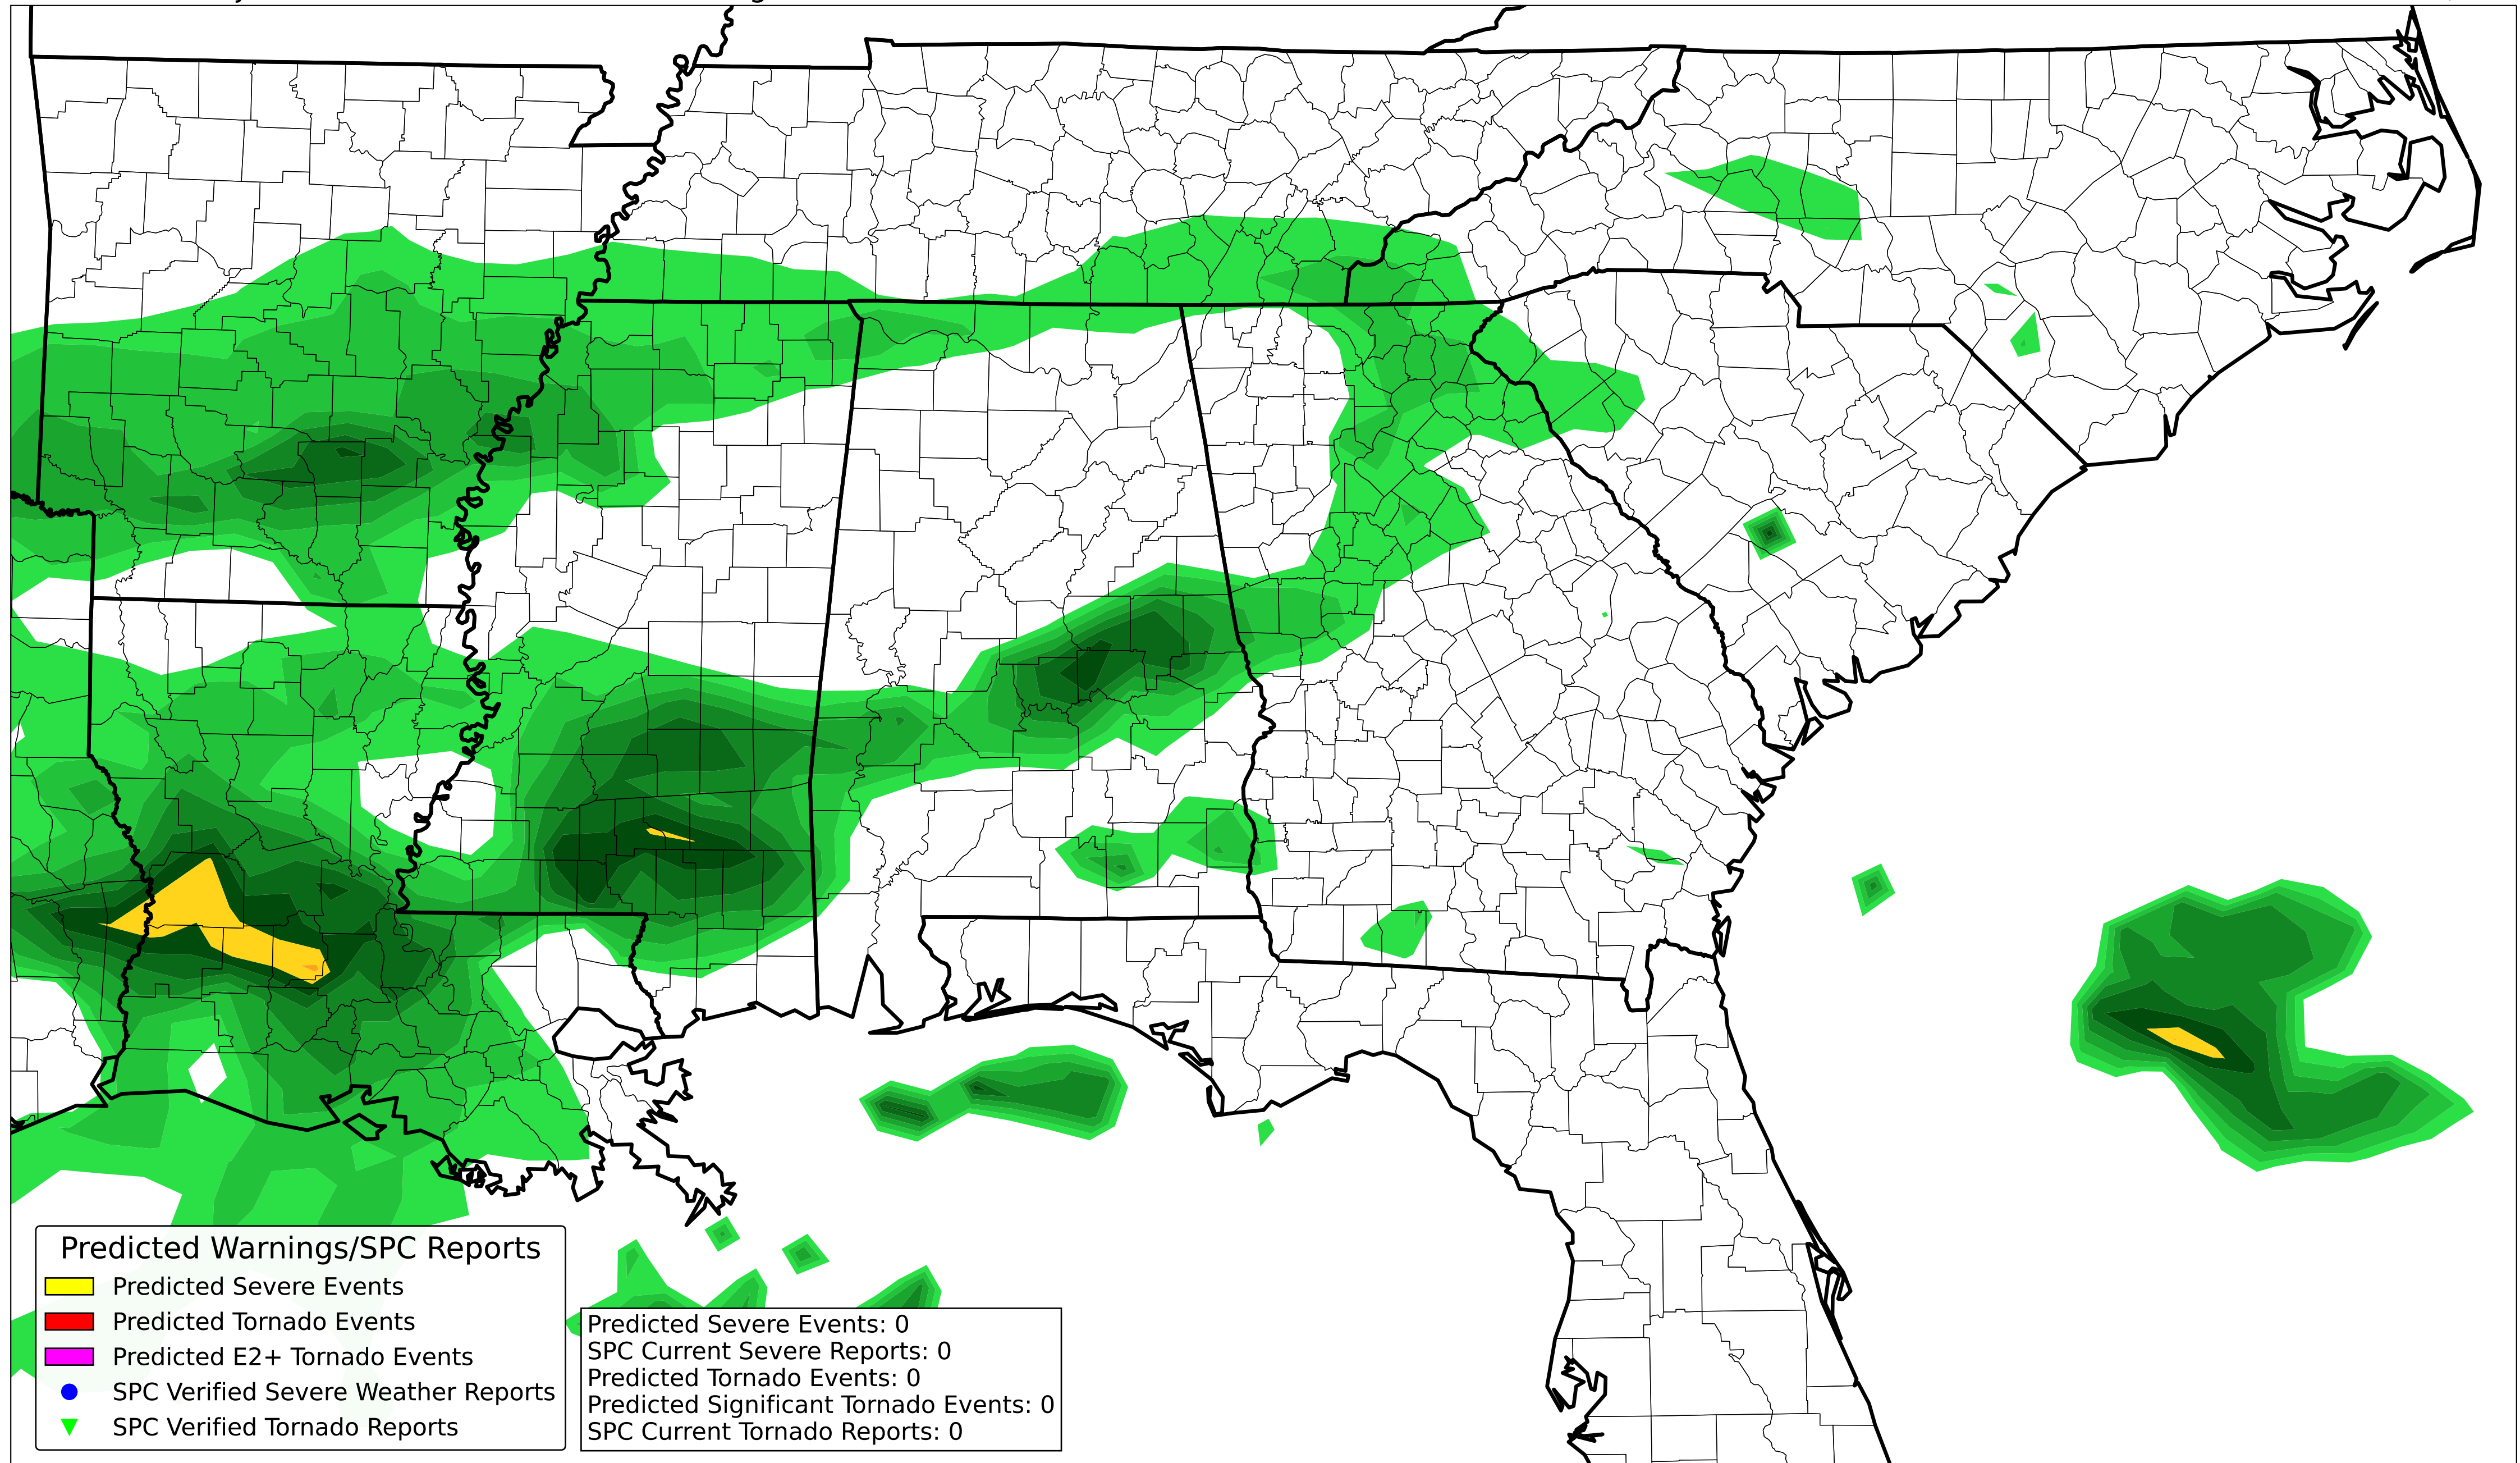 Predicted Warnings/SPC Reports
Predicted Severe Events
Predicted Tornado Events
Predicted E2+ Tornado Events
SPC Verified Severe Weather Reports
SPC Verified Tornado Reports
Predicted Severe Events: 0
SPC Current Severe Reports: 0
Predicted Tornado Events: 0
Predicted Significant Tornado Events: 0
SPC Current Tornado Reports: 0